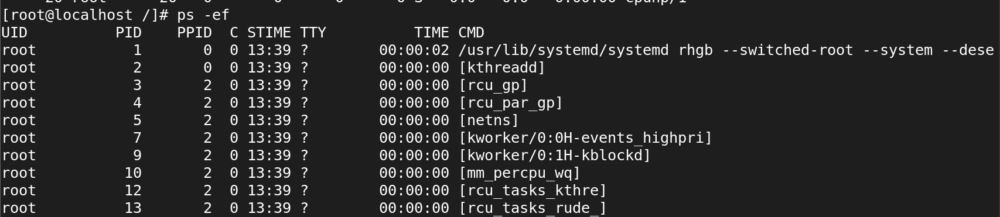 [root@localhost /]# ps -ef
UID          PID    PPID  C STIME TTY          TIME CMD
root           1       0  0 13:39 ?        00:00:02 /usr/lib/systemd/systemd rhgb --switched-root --system --dese
root           2       0  0 13:39 ?        00:00:00 [kthreadd]
root           3       2  0 13:39 ?        00:00:00 [rcu_gp]
root           4       2  0 13:39 ?        00:00:00 [rcu_par_gp]
root           5       2  0 13:39 ?        00:00:00 [netns]
root           7       2  0 13:39 ?        00:00:00 [kworker/0:0H-events_highpri]
root           9       2  0 13:39 ?        00:00:00 [kworker/0:1H-kblockd]
root          10       2  0 13:39 ?        00:00:00 [mm_percpu_wq]
root          12       2  0 13:39 ?        00:00:00 [rcu_tasks_kthre]
root          13       2  0 13:39 ?        00:00:00 [rcu_tasks_rude_]